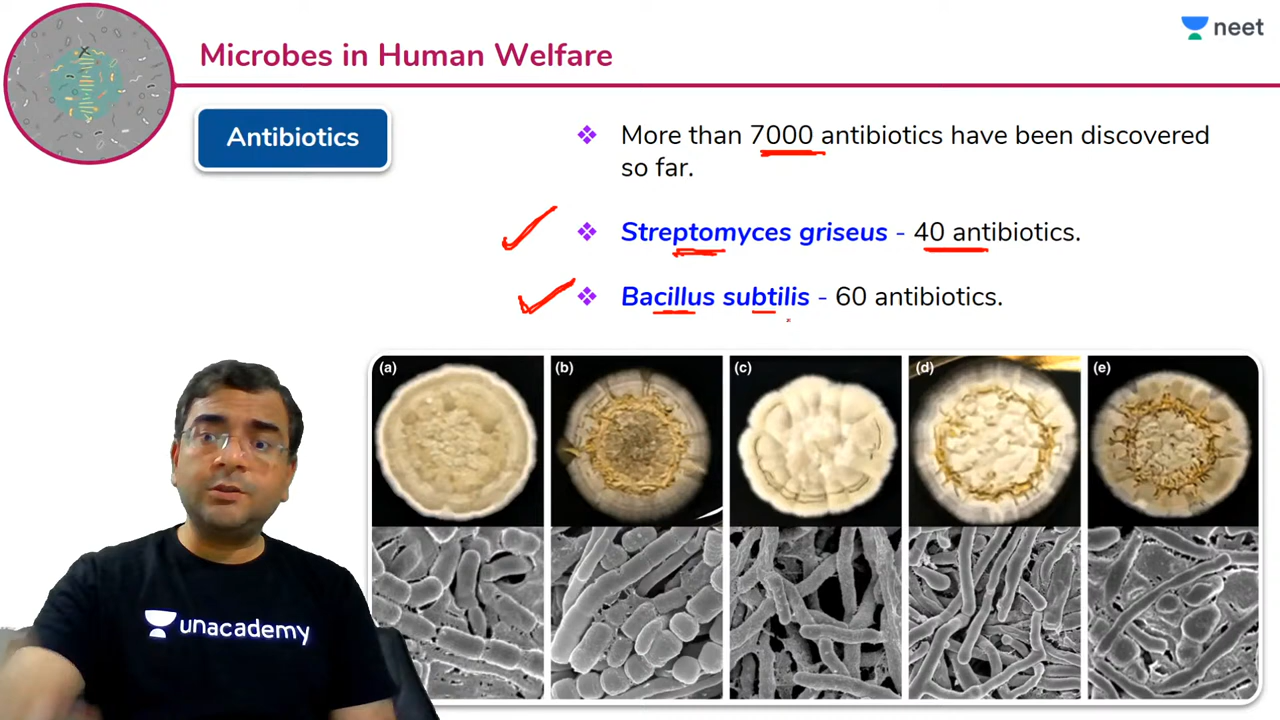 neet
Microbes in Human Welfare
Antibiotics
❖ More than 7000 antibiotics have been discovered
so far.
❖ Streptomyces griseus - 40 antibiotics.
❖ Bacillus subtilis - 60 antibiotics.
(a) (b) (c) (d) (e)
unacademy